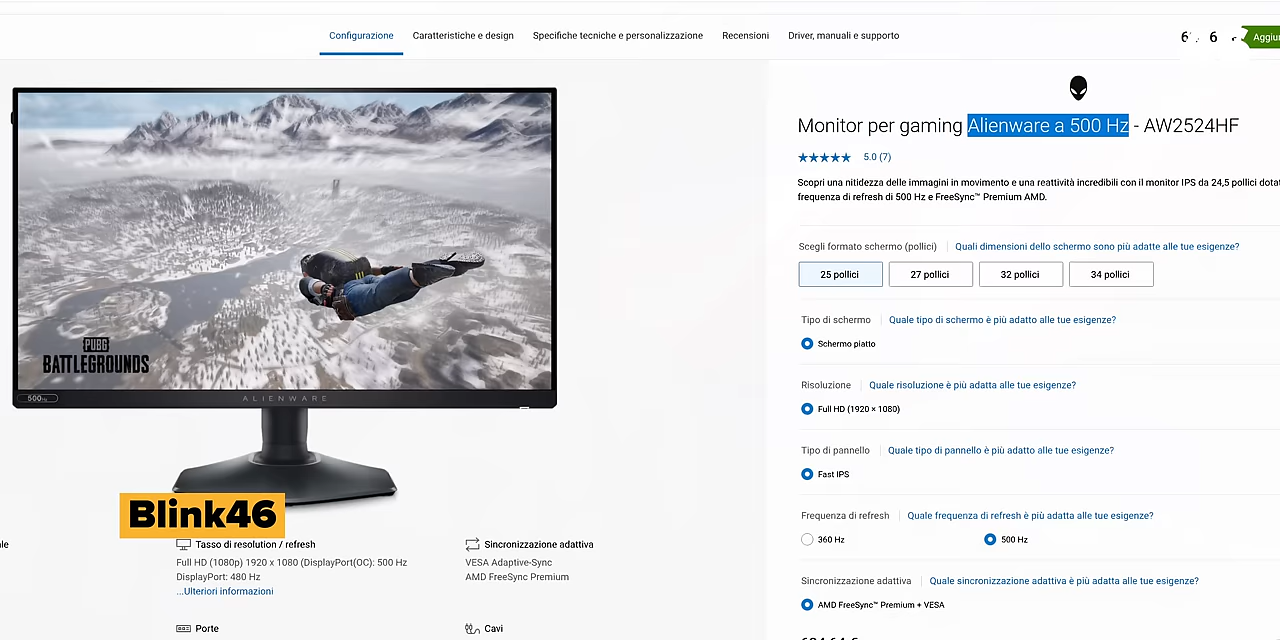 Configurazione
Caratteristiche e design
Specifiche tecniche e personalizzazione
Recensioni
Driver, manuali e supporto
Monitor per gaming Alienware a 500 Hz - AW2524HF
5.0 (7)
Scopri una nitidezza delle immagini in movimento e una reattività incredibili con il monitor IPS da 24,5 pollici
frequenza di refresh di 500 Hz e FreeSync™ Premium AMD.
Scegli formato schermo (pollici)
Quali dimensioni dello schermo sono più adatte alle tue esigenze?
25 pollici
27 pollici
32 pollici
34 pollici
Tipo di schermo
Quale tipo di schermo è più adatto alle tue esigenze?
Schermo piatto
Risoluzione
Quale risoluzione è più adatta alle tue esigenze?
Full HD (1920 × 1080)
Tipo di pannello
Quale tipo di pannello è più adatto alle tue esigenze?
Fast IPS
Frequenza di refresh
Quale frequenza di refresh è più adatta alle tue esigenze?
360 Hz
500 Hz
Sincronizzazione adattiva
Quale sincronizzazione adattiva è più adatta alle tue esigenze?
AMD FreeSync™ Premium + VESA
PUBG
BATTLEGROUNDS
500Hz
ALIENWARE
Blink46
Tasso di resolution / refresh
Full HD (1080p) 1920 x 1080 (DisplayPort(OC): 500 Hz
DisplayPort: 480 Hz
...Ulteriori informazioni
Sincronizzazione adattiva
VESA Adaptive-Sync
AMD FreeSync Premium
Porte
Cavi